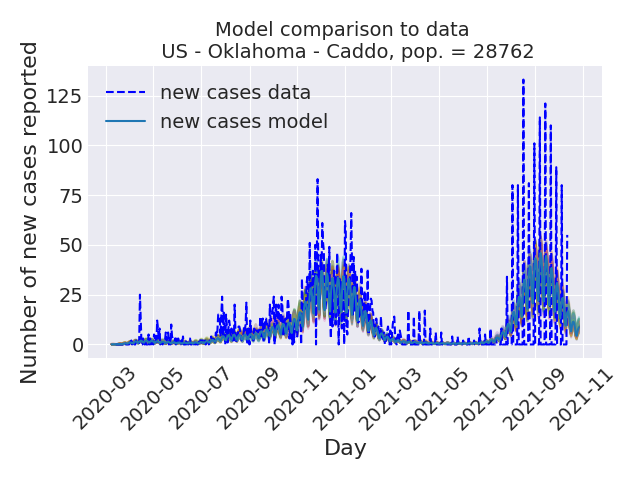 Model comparison to data
US - Oklahoma - Caddo, pop. = 28762
Number of new cases reported
125
100
75
50
25
0
new cases data
new cases model
2020-03
2020-05
2020-07
2020-09
2020-11
2021-01
2021-03
2021-05
2021-07
2021-09
2021-11
Day